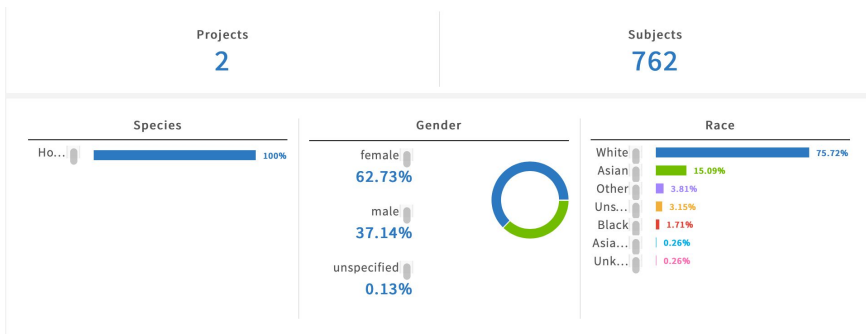 Projects
2
Subjects
762
Species
Ho...
100%
Gender
female
62.73%
male
37.14%
unspecified
0.13%
Race
White 75.72%
Asian 15.09%
Other 3.81%
Uns... 3.15%
Black 1.71%
Asia... 0.26%
Unk... 0.26%